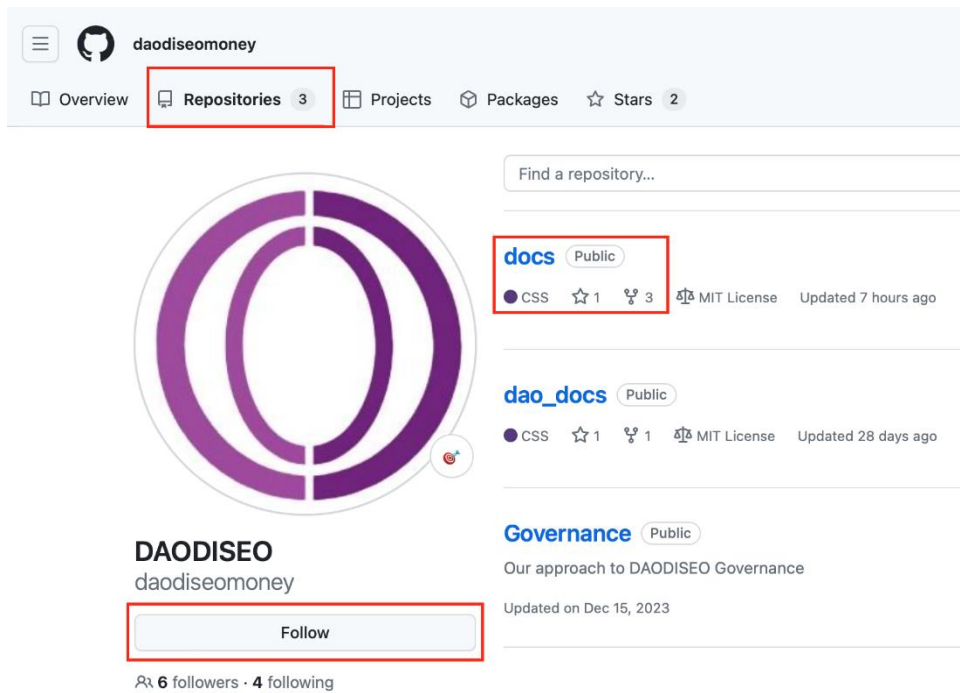 daodiseomoney
Overview Repositories 3 Projects Packages Stars 2
Find a repository...
docs Public
CSS 1 3 MIT License Updated 7 hours ago
dao_docs Public
CSS 1 1 MIT License Updated 28 days ago
Governance Public
Our approach to DAODISEO Governance
Updated on Dec 15, 2023
DAODISEO
daodiseomoney
Follow
6 followers · 4 following